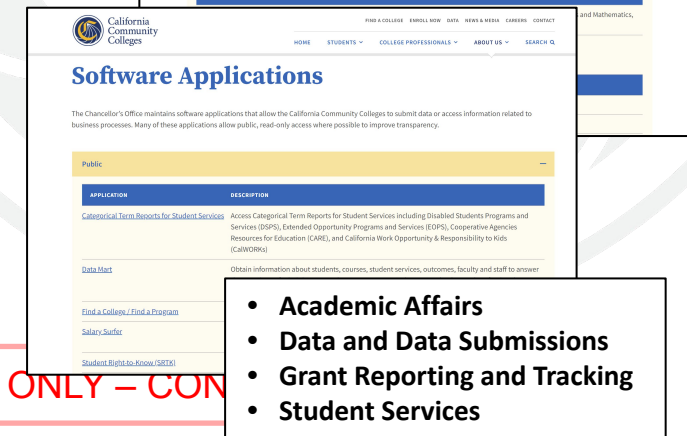 and Mathematics,
California
Community
Colleges
FIND A COLLEGE ENROLL NOW DATA NEWS & MEDIA CAREERS CONTACT
HOME STUDENTS COLLEGE PROFESSIONALS ABOUT US SEARCH
Software Applications
The Chancellor's Office maintains software applications that allow the California Community Colleges to submit data or access information related to
business processes. Many of these applications allow public, read-only access where possible to improve transparency.
Public
APPLICATION DESCRIPTION
Categorical Term Reports for Student Services Access Categorical Term Reports for Student Services including Disabled Students Programs and
Services (DSPS), Extended Opportunity Programs and Services (EOPS), Cooperative Agencies
Resources for Education (CARE), and California Work Opportunity & Responsibility to Kids
(CalWORKs)
Data Mart Obtain information about students, courses, student services, outcomes, faculty and staff to answer
Find a College / Find a Program
Salary Surfer
Student Right-to-Know (SRTK)
ONLY – CON
• Academic Affairs
• Data and Data Submissions
• Grant Reporting and Tracking
• Student Services